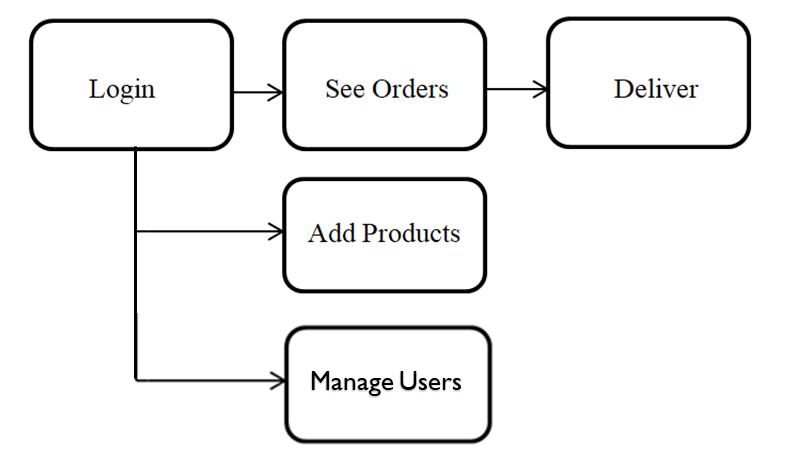 Login
See Orders
Deliver
Add Products
Manage Users